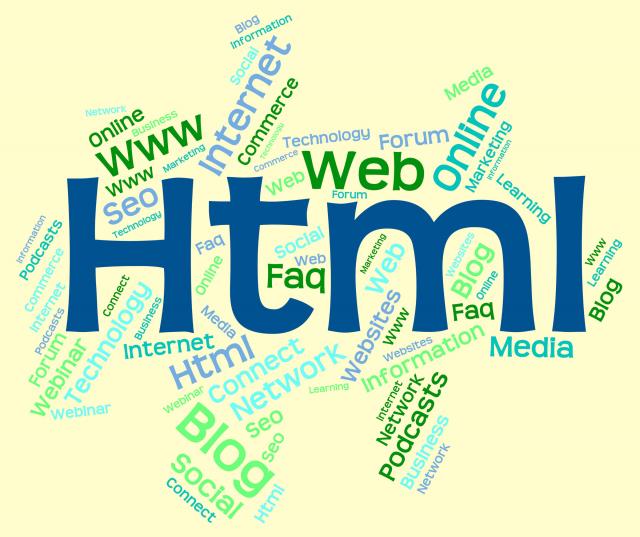 Blog
Information
Social
Internet
Commerce
Technology
Commerce
Network
Online
Business
Www
Www
Marketing
Seo
Technology
Technology
Forum
Media
Online
Marketing
Information
Learning
Web
Web
Forum
Html
Information
Podcasts
Commerce
Internet
Podcasts
Forum
Webinar
Webinar
Technology
Connect
Business
Faq
Online
Social
Web
Faq
Marketing
Web
Websites
Blog
Online
Faq
Www
Learning
Blog
Internet
Media
Html
Connect
Network
Websites
Www
Websites
Information
Media
Webinar
Learning
Blog
Seo
Seo
Social
Connect
Html
Internet
Network
Podcasts
Business
Network